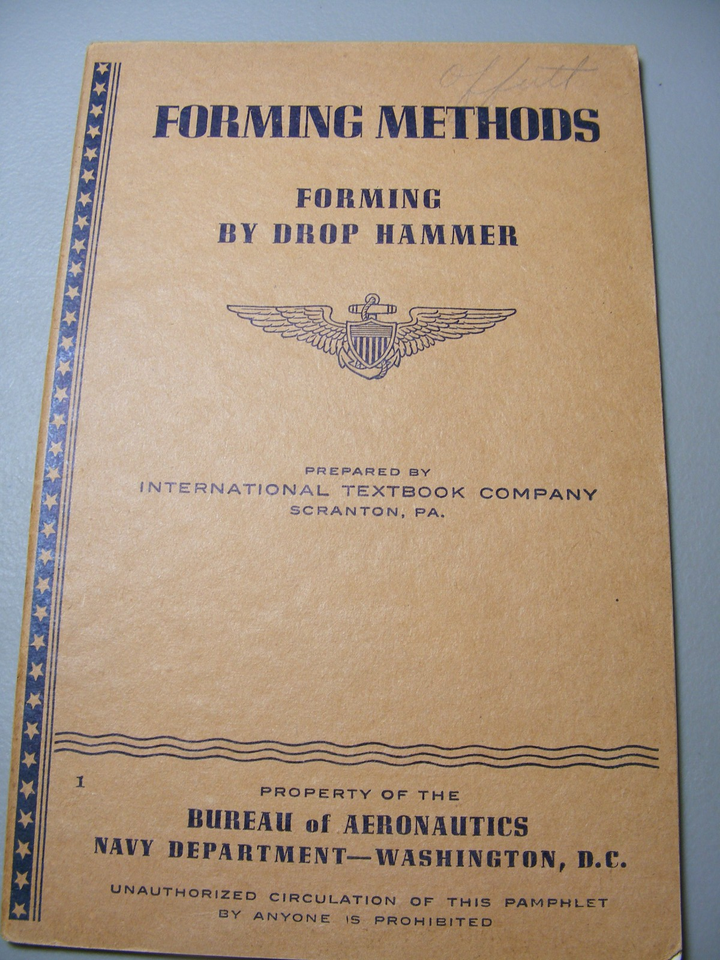 Offutt
FORMING METHODS
FORMING
BY DROP HAMMER
PREPARED BY
INTERNATIONAL TEXTBOOK COMPANY
SCRANTON, PA.
1
PROPERTY OF THE
BUREAU of AERONAUTICS
NAVY DEPARTMENT—WASHINGTON, D.C.
UNAUTHORIZED CIRCULATION OF THIS PAMPHLET
BY ANYONE IS PROHIBITED